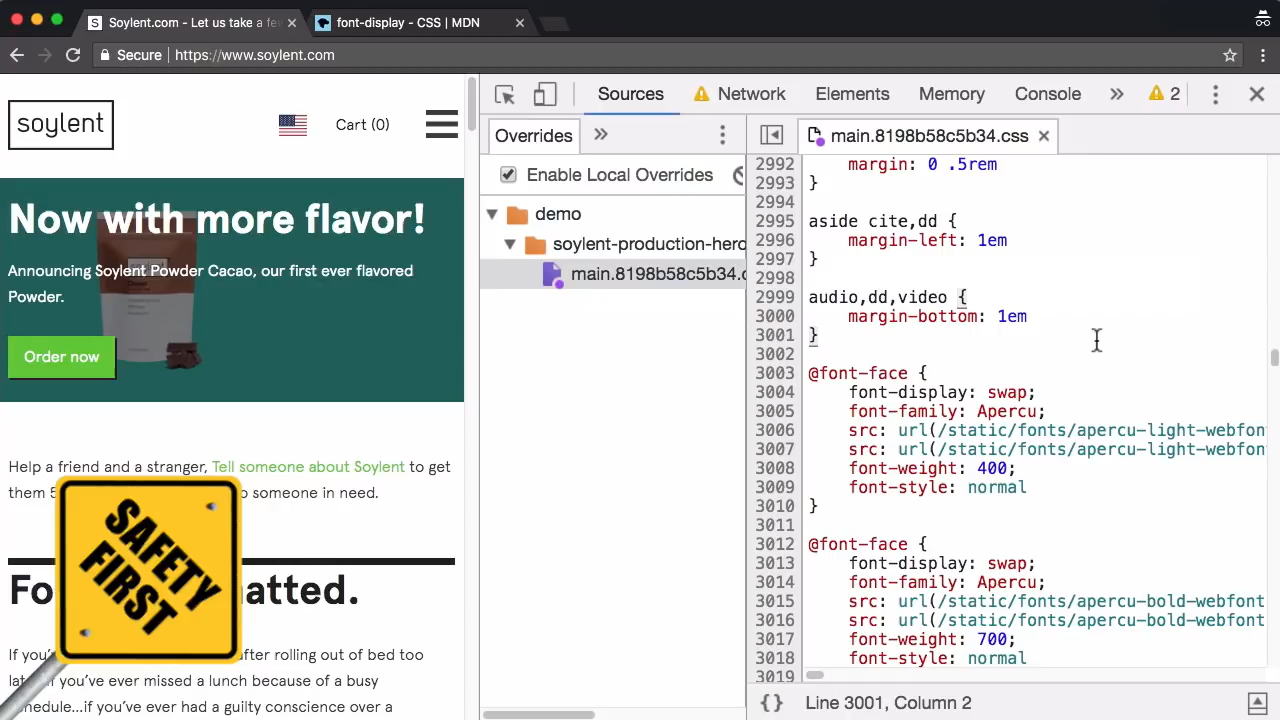 Soylent.com - Let us take a few
font-display - CSS | MDN
Secure
https://www.soylent.com
soylent
Cart (0)
Now with more flavor!
Announcing Soylent Powder Cacao, our first ever flavored
Powder.
Order now
Help a friend and a stranger, Tell someone about Soylent to get
them 5
o someone in need.
SAFETY
FIRST
Fo
matted.
If you'v
after rolling out of bed too
late
if you've ever missed a lunch because of a busy
schedule...if you've ever had a guilty conscience over a
Sources
Network
Elements
Memory
Console
2
Overrides
Enable Local Overrides
demo
soylent-production-hero
main.8198b58c5b34.c
main.8198b58c5b34.css
2992 margin: 0 .5rem
2993 }
2994
2995 aside cite,dd {
2996 margin-left: 1em
2997 }
2998
2999 audio,dd,video {
3000 margin-bottom: 1em
3001 }
3002
3003 @font-face {
3004 font-display: swap;
3005 font-family: Apercu;
3006 src: url(/static/fonts/apercu-light-webfon
3007 src: url(/static/fonts/apercu-light-webfon
3008 font-weight: 400;
3009 font-style: normal
3010 }
3011
3012 @font-face {
3013 font-display: swap;
3014 font-family: Apercu;
3015 src: url(/static/fonts/apercu-bold-webfont
3016 src: url(/static/fonts/apercu-bold-webfont
3017 font-weight: 700;
3018 font-style: normal
3019
{} Line 3001, Column 2